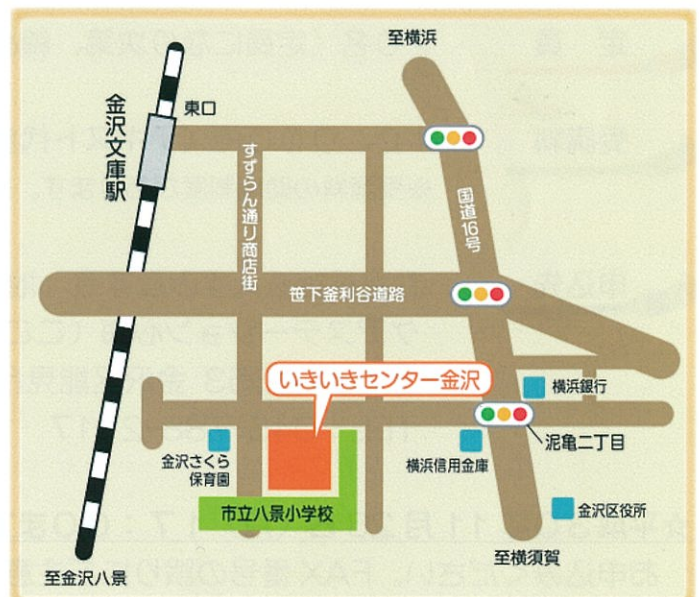 至横浜
東口
金沢文庫駅
すずらん通り商店街
国道16号
笹下釜利谷道路
いきいきセンター金沢
横浜銀行
泥亀二丁目
金沢さくら
保育園
横浜信用金庫
市立八景小学校
金沢区役所
至横須賀
至金沢八景